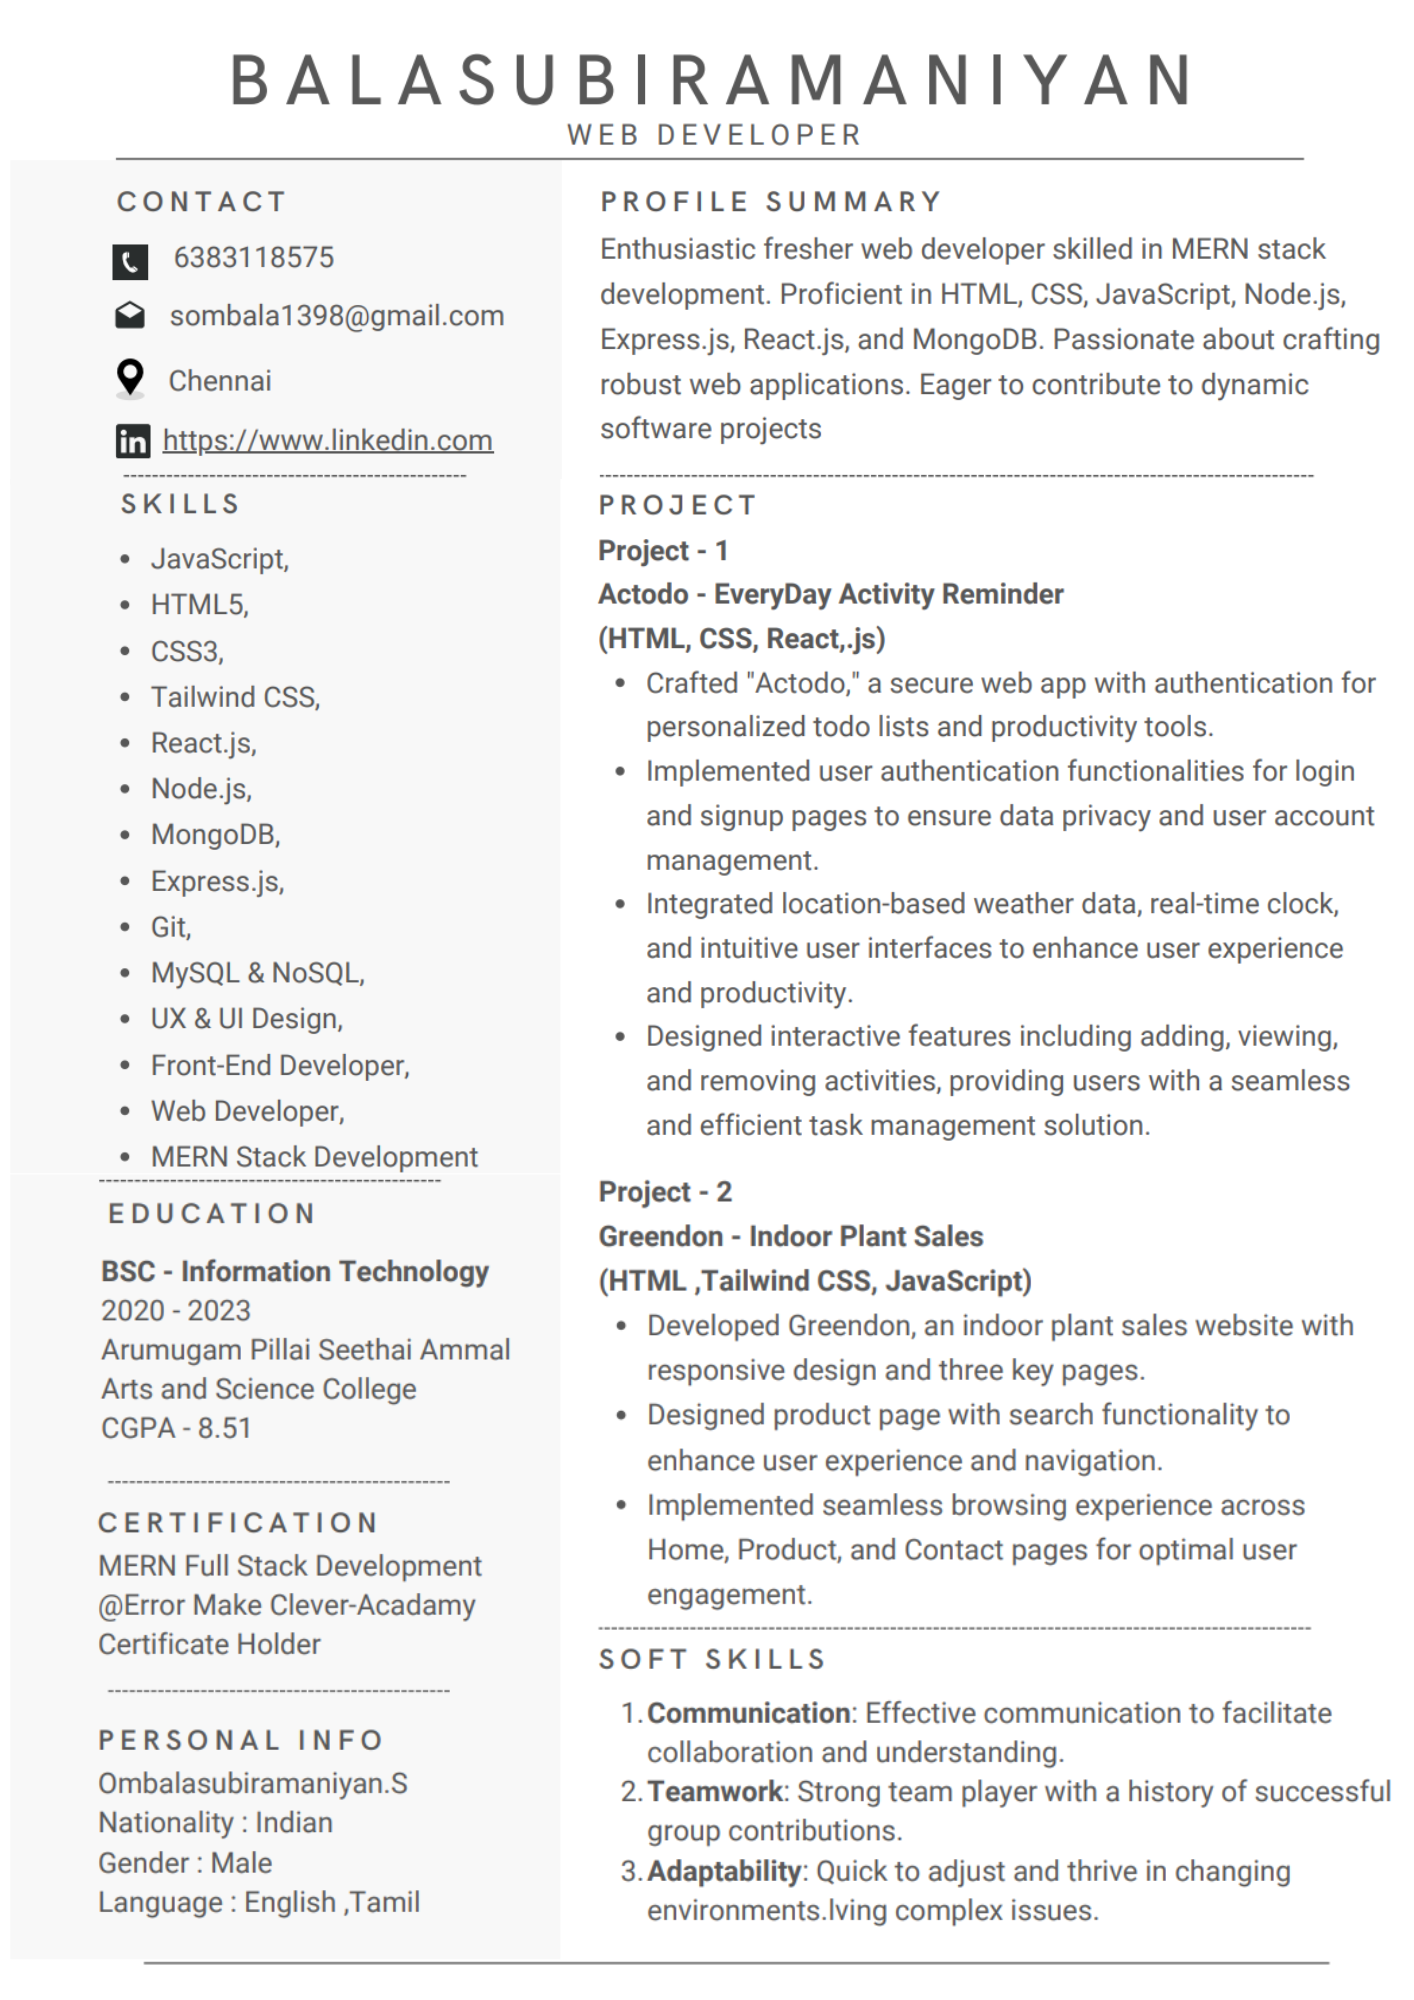 BALASUBIRAMANIYAN
WEB DEVELOPER
CONTACT
6383118575
sombala1398@gmail.com
Chennai
in https://www.linkedin.com
SKILLS
• JavaScript,
• HTML5,
• CSS3,
• Tailwind CSS,
• React.js,
• Node.js,
• MongoDB,
• Express.js,
• Git,
• MySQL & NoSQL,
• UX & UI Design,
• Front-End Developer,
• Web Developer,
• MERN Stack Development
EDUCATION
BSC - Information Technology
2020 - 2023
Arumugam Pillai Seethai Ammal
Arts and Science College
CGPA - 8.51
CERTIFICATION
MERN Full Stack Development
@Error Make Clever-Acadamy
Certificate Holder
PERSONAL INFO
Ombalasubiramaniyan.S
Nationality : Indian
Gender : Male
Language : English ,Tamil
PROFILE SUMMARY
Enthusiastic fresher web developer skilled in MERN stack
development. Proficient in HTML, CSS, JavaScript, Node.js,
Express.js, React.js, and MongoDB. Passionate about crafting
robust web applications. Eager to contribute to dynamic
software projects
PROJECT
Project - 1
Actodo - EveryDay Activity Reminder
(HTML, CSS, React,.js)
• Crafted "Actodo," a secure web app with authentication for
personalized todo lists and productivity tools.
• Implemented user authentication functionalities for login
and signup pages to ensure data privacy and user account
management.
• Integrated location-based weather data, real-time clock,
and intuitive user interfaces to enhance user experience
and productivity.
• Designed interactive features including adding, viewing,
and removing activities, providing users with a seamless
and efficient task management solution.
Project - 2
Greendon - Indoor Plant Sales
(HTML ,Tailwind CSS, JavaScript)
• Developed Greendon, an indoor plant sales website with
responsive design and three key pages.
• Designed product page with search functionality to
enhance user experience and navigation.
• Implemented seamless browsing experience across
Home, Product, and Contact pages for optimal user
engagement.
SOFT SKILLS
1. Communication: Effective communication to facilitate
collaboration and understanding.
2. Teamwork: Strong team player with a history of successful
group contributions.
3. Adaptability: Quick to adjust and thrive in changing
environments.lving complex issues.